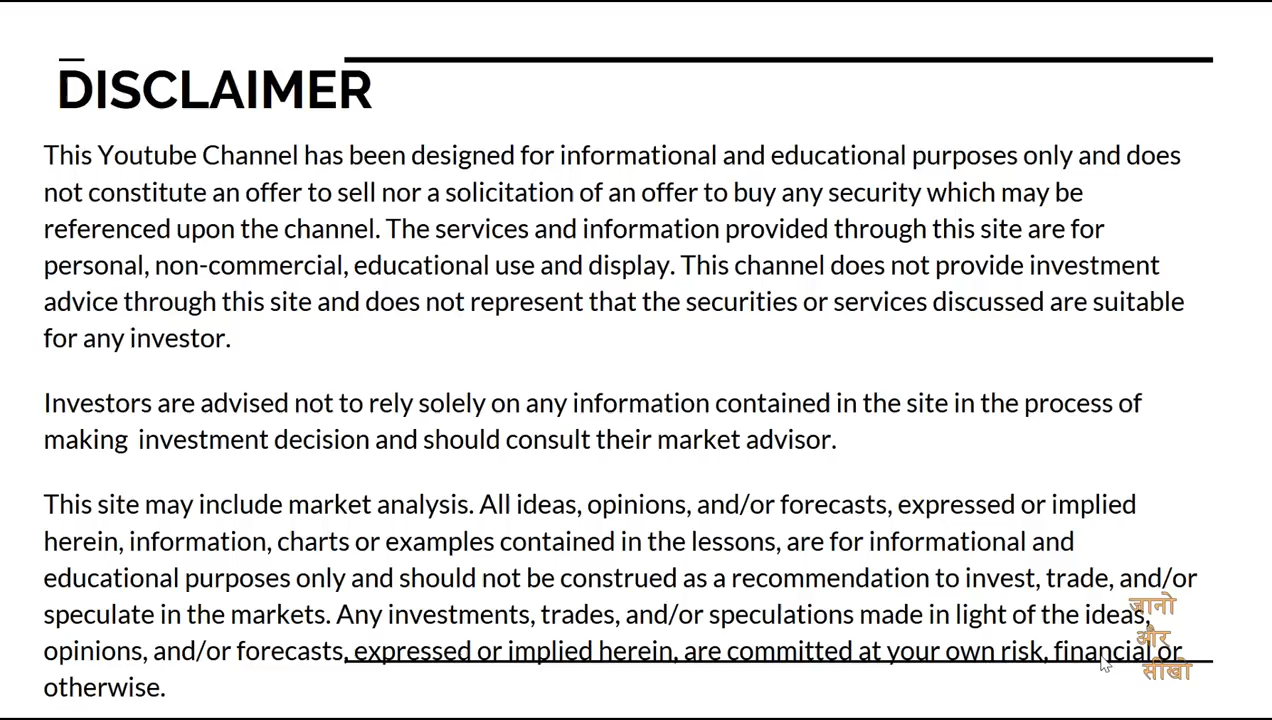 DISCLAIMER
This Youtube Channel has been designed for informational and educational purposes only and does
not constitute an offer to sell nor a solicitation of an offer to buy any security which may be
referenced upon the channel. The services and information provided through this site are for
personal, non-commercial, educational use and display. This channel does not provide investment
advice through this site and does not represent that the securities or services discussed are suitable
for any investor.
Investors are advised not to rely solely on any information contained in the site in the process of
making investment decision and should consult their market advisor.
This site may include market analysis. All ideas, opinions, and/or forecasts, expressed or implied
herein, information, charts or examples contained in the lessons, are for informational and
educational purposes only and should not be construed as a recommendation to invest, trade, and/or
speculate in the markets. Any investments, trades, and/or speculations made in light of the ideas,
opinions, and/or forecasts, expressed or implied herein, are committed at your own risk, financial or
otherwise.
जानो
और
सीखो